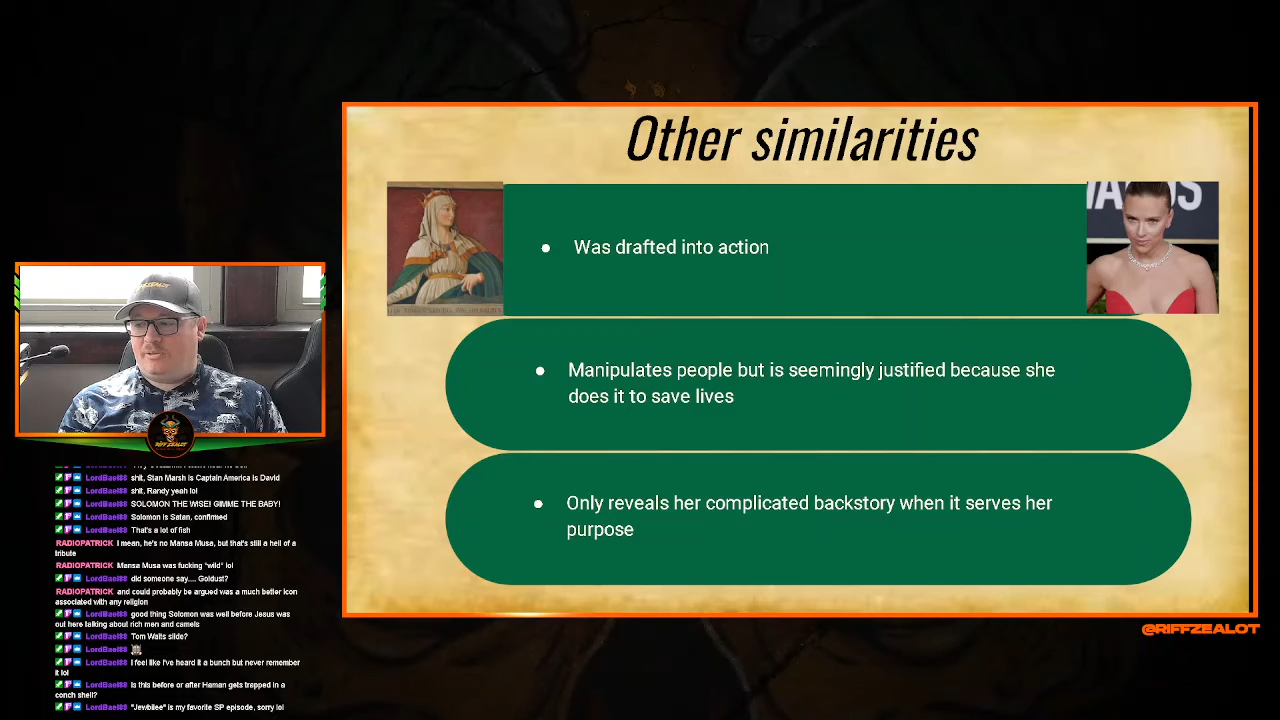 Other similarities
ARDS
● Was drafted into action
● Manipulates people but is seemingly justified because she
does it to save lives
● Only reveals her complicated backstory when it serves her
purpose
@RIFFZEALOT
RIFF ZEALOT
LordBael88 shit, Stan Marsh is Captain America is David
LordBael88 shit, Randy yeah lol
LordBael88 SOLOMON THE WISE! GIMME THE BABY!
LordBael88 Solomon is Satan, confirmed
LordBael88 That's a lot of fish
RADIOPATRICK I mean, he's no Mansa Musa, but that's still a hell of a
tribute
RADIOPATRICK Mansa Musa was fucking *wild* lol
LordBael88 did someone say.... Goldust?
RADIOPATRICK and could probably be argued was a much better icon
associated with any religion
LordBael88 good thing Solomon was well before Jesus was
out here talking about rich men and camels
LordBael88 Tom Waits slide?
LordBael88
LordBael88 I feel like I've heard it a bunch but never remember
it lol
LordBael88 Is this before or after Haman gets trapped in a
conch shell?
LordBael88 "Jewbilee" is my favorite SP episode, sorry lol